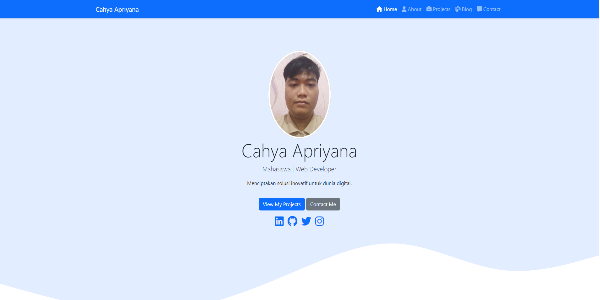 Cahya Apriyana
Home About Projects Blog Contact
Cahya Apriyana
Mahasiswa | Web Developer
Menciptakan solusi inovatif untuk dunia digital.
View My Projects Contact Me